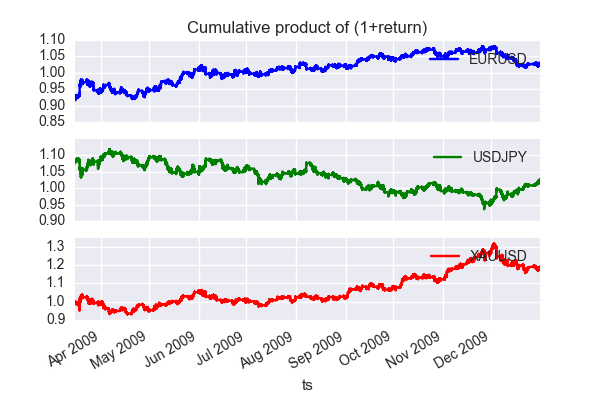 Cumulative product of (1+return)
1.10
1.05
1.00
0.95
0.90
0.85
EURUSD
1.10
1.05
1.00
0.95
0.90
USDJPY
1.3
1.2
1.1
1.0
0.9
XAUUSD
Apr 2009
May 2009
Jun 2009
Jul 2009
Aug 2009
Sep 2009
Oct 2009
Nov 2009
Dec 2009
ts